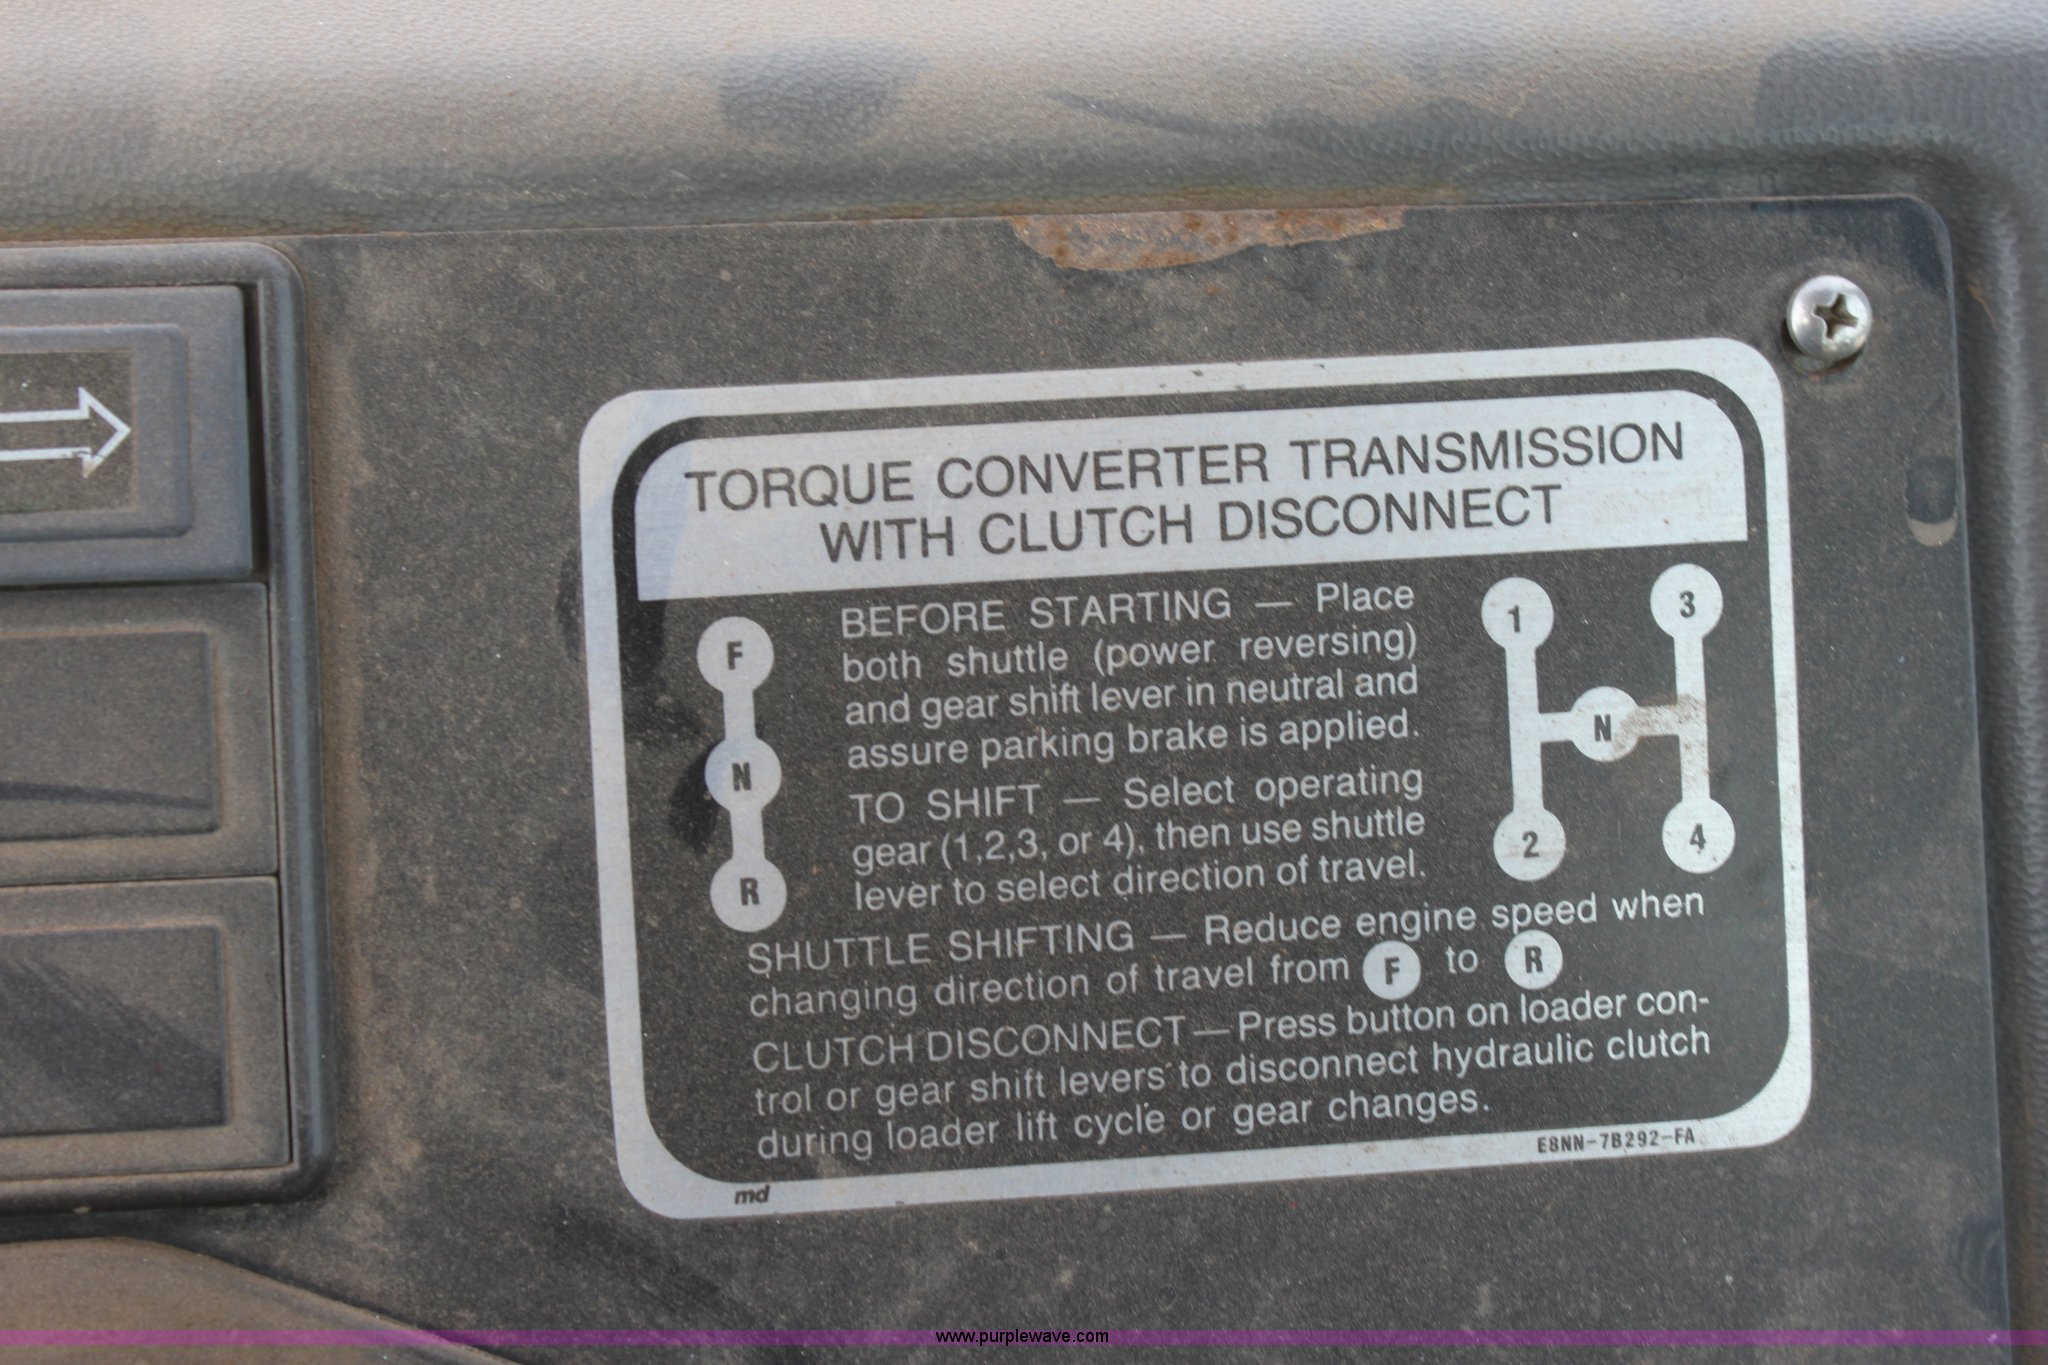 TORQUE CONVERTER TRANSMISSION
WITH CLUTCH DISCONNECT
F
N
R
BEFORE STARTING — Place
both shuttle (power reversing)
and gear shift lever in neutral and
assure parking brake is applied.
TO SHIFT — Select operating
gear (1,2,3, or 4), then use shuttle
lever to select direction of travel.
1
3
N
2
4
SHUTTLE SHIFTING — Reduce engine speed when
changing direction of travel from F to R
CLUTCH DISCONNECT — Press button on loader con-
trol or gear shift levers to disconnect hydraulic clutch
during loader lift cycle or gear changes.
E8NN-7B292-FA
md
www.purplewave.com